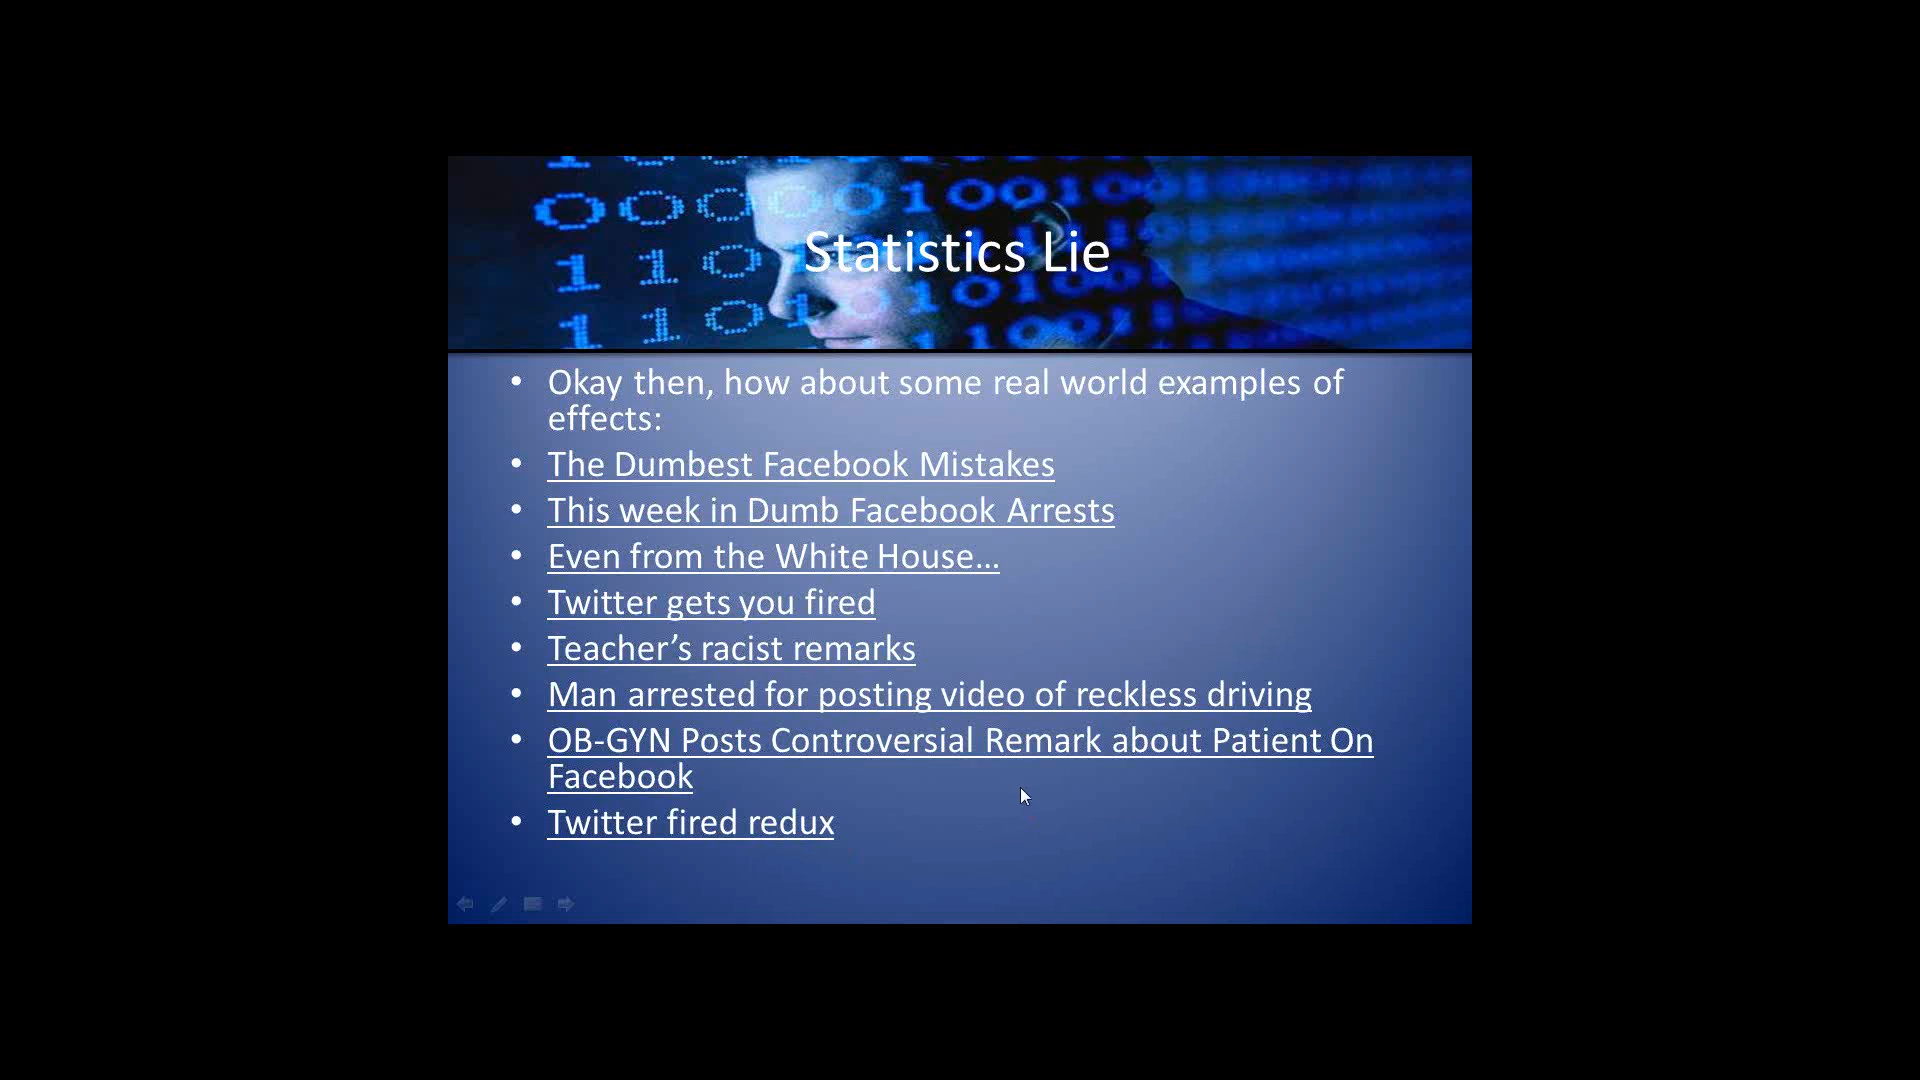 Statistics Lie
• Okay then, how about some real world examples of
effects:
• The Dumbest Facebook Mistakes
• This week in Dumb Facebook Arrests
• Even from the White House…
• Twitter gets you fired
• Teacher’s racist remarks
• Man arrested for posting video of reckless driving
• OB-GYN Posts Controversial Remark about Patient On
Facebook
• Twitter fired redux